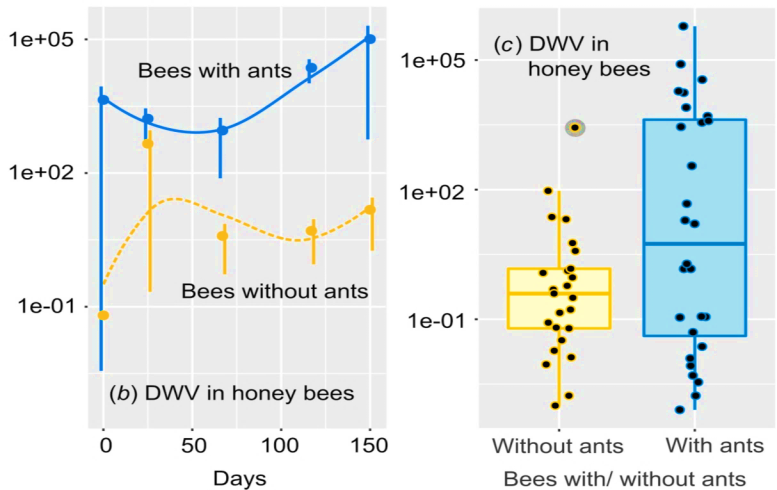 1e+05
1e+02
1e-01
Bees with ants
Bees without ants
(b) DWV in honey bees
0 50 100 150
Days
(c) DWV in
honey bees
1e+05
1e+02
1e-01
Without ants With ants
Bees with/ without ants